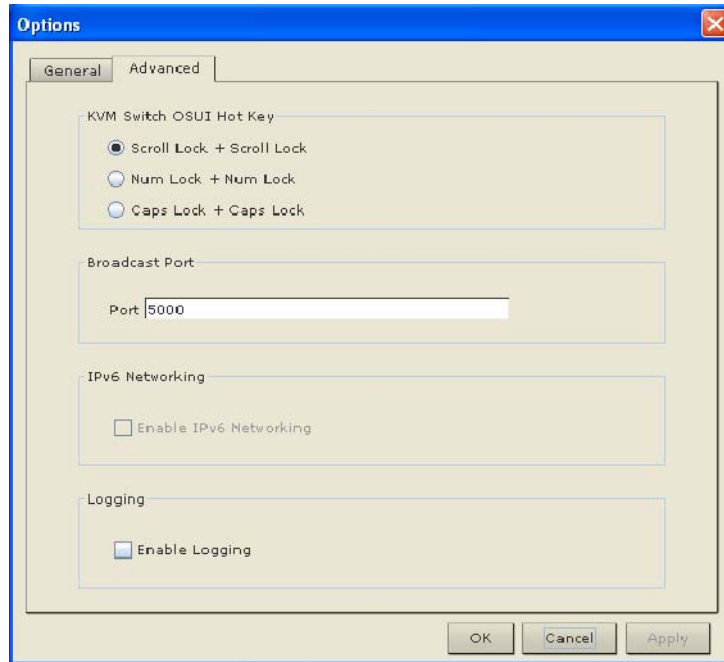 Options
General
Advanced
KVM Switch OSUI Hot Key
Scroll Lock + Scroll Lock
Num Lock + Num Lock
Caps Lock + Caps Lock
Broadcast Port
Port 5000
IPv6 Networking
Enable IPv6 Networking
Logging
Enable Logging
OK
Cancel
Apply